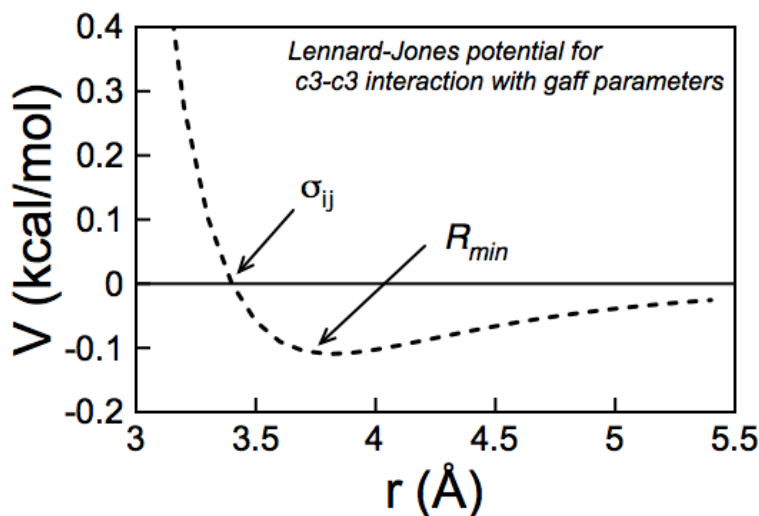 0.4
Lennard-Jones potential for
c3-c3 interaction with gaff parameters
0.3
0.2
σij
0.1
Rmin
0
-0.1
-0.2
V (kcal/mol)
3 3.5 4 4.5 5 5.5
r (Å)